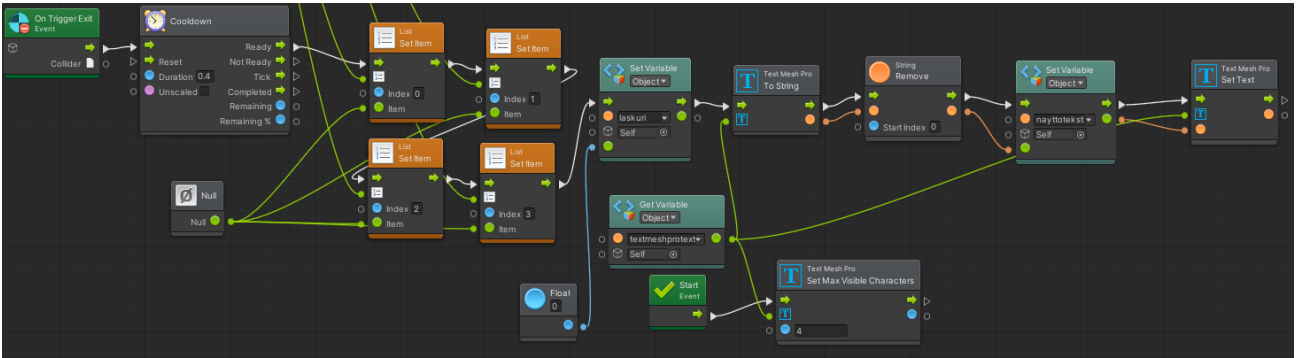 On Trigger Exit
Event
Collider
Cooldown
Ready
Reset
Not Ready
Duration 0.4
Tick
Unscaled
Completed
Remaining
Remaining %
List
Set Item
Index 0
Item
List
Set Item
Index 1
Item
List
Set Item
Index 2
Item
List
Set Item
Index 3
Item
Null
Null
Set Variable
Object
laskuri
Self
Text Mesh Pro
To String
String
Remove
Start Index 0
Set Variable
Object
nayttotekst
Self
Text Mesh Pro
Set Text
Get Variable
Object
textmeshprotext
Self
Float
0
Start
Event
Text Mesh Pro
Set Max Visible Characters
4